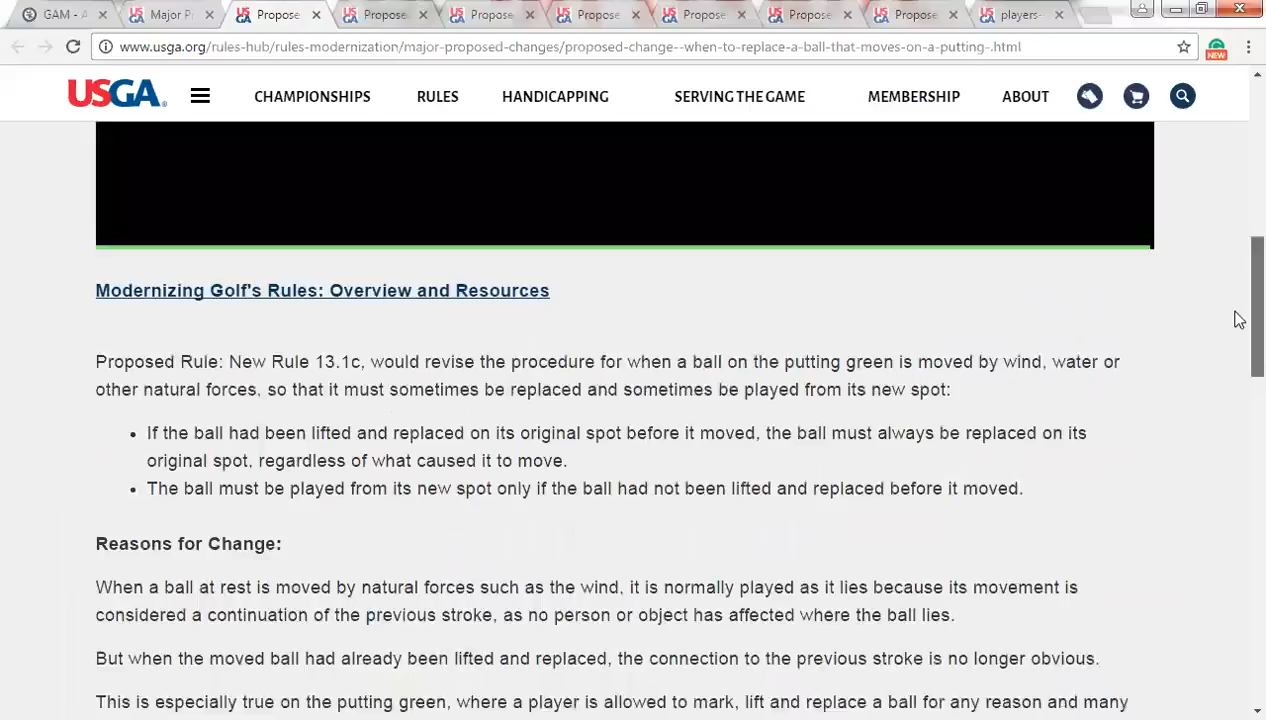 GAM - A
Major P
Propose
Propose
Propose
Propose
Propose
Propose
Propose
players-
www.usga.org/rules-hub/rules-modernization/major-proposed-changes/proposed-change--when-to-replace-a-ball-that-moves-on-a-putting-.html
NEW
USGA CHAMPIONSHIPS RULES HANDICAPPING SERVING THE GAME MEMBERSHIP ABOUT
Modernizing Golf's Rules: Overview and Resources
Proposed Rule: New Rule 13.1c, would revise the procedure for when a ball on the putting green is moved by wind, water or
other natural forces, so that it must sometimes be replaced and sometimes be played from its new spot:
• If the ball had been lifted and replaced on its original spot before it moved, the ball must always be replaced on its
original spot, regardless of what caused it to move.
• The ball must be played from its new spot only if the ball had not been lifted and replaced before it moved.
Reasons for Change:
When a ball at rest is moved by natural forces such as the wind, it is normally played as it lies because its movement is
considered a continuation of the previous stroke, as no person or object has affected where the ball lies.
But when the moved ball had already been lifted and replaced, the connection to the previous stroke is no longer obvious.
This is especially true on the putting green, where a player is allowed to mark, lift and replace a ball for any reason and many